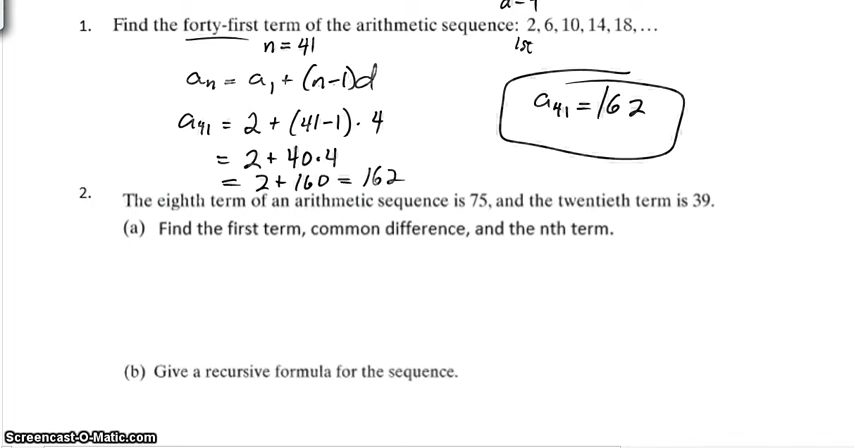 d=4
1. Find the forty-first term of the arithmetic sequence: 2, 6, 10, 14, 18, …
n = 41 1st
an = a1 + (n-1)d
a41 = 162
a41 = 2 + (41-1) · 4
= 2 + 40·4
= 2 + 160 = 162
2. The eighth term of an arithmetic sequence is 75, and the twentieth term is 39.
(a) Find the first term, common difference, and the nth term.
(b) Give a recursive formula for the sequence.
Screencast-O-Matic.com